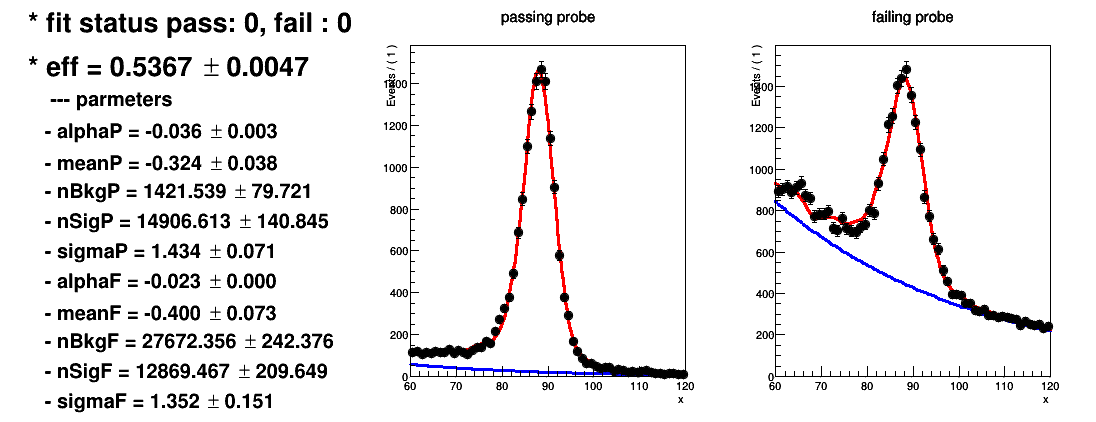 * fit status pass: 0, fail : 0
* eff = 0.5367 ± 0.0047
--- parmeters
- alphaP = -0.036 ± 0.003
- meanP = -0.324 ± 0.038
- nBkgP = 1421.539 ± 79.721
- nSigP = 14906.613 ± 140.845
- sigmaP = 1.434 ± 0.071
- alphaF = -0.023 ± 0.000
- meanF = -0.400 ± 0.073
- nBkgF = 27672.356 ± 242.376
- nSigF = 12869.467 ± 209.649
- sigmaF = 1.352 ± 0.151
passing probe
Events / ( 1 )
1400
1200
1000
800
600
400
200
0
60 70 80 90 100 110 120
x
failing probe
Events / ( 1 )
1400
1200
1000
800
600
400
200
0
60 70 80 90 100 110 120
x